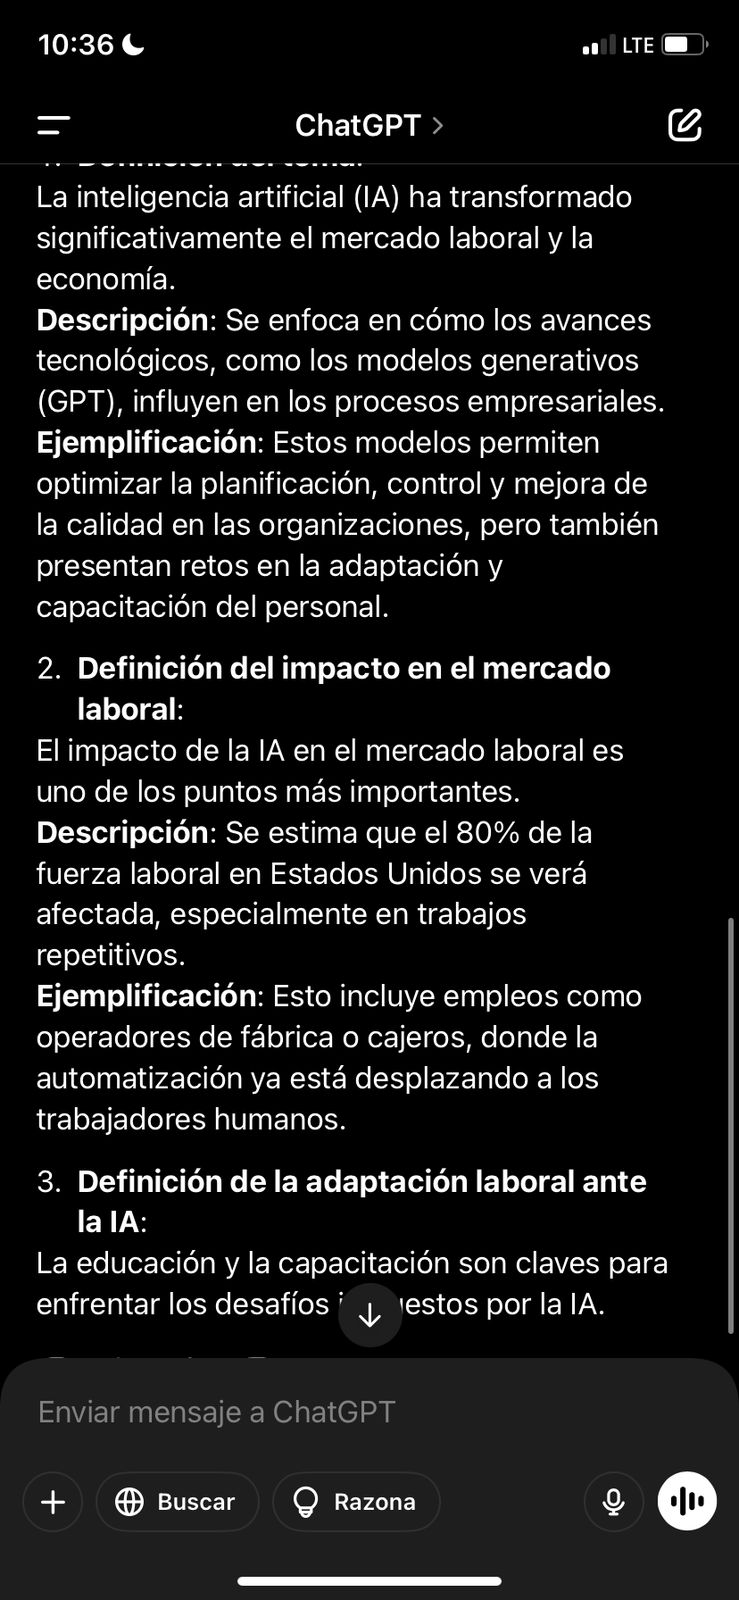 10:36
LTE
ChatGPT
1. Definición del tema:
La inteligencia artificial (IA) ha transformado
significativamente el mercado laboral y la
economía.
Descripción: Se enfoca en cómo los avances
tecnológicos, como los modelos generativos
(GPT), influyen en los procesos empresariales.
Ejemplificación: Estos modelos permiten
optimizar la planificación, control y mejora de
la calidad en las organizaciones, pero también
presentan retos en la adaptación y
capacitación del personal.
2. Definición del impacto en el mercado
laboral:
El impacto de la IA en el mercado laboral es
uno de los puntos más importantes.
Descripción: Se estima que el 80% de la
fuerza laboral en Estados Unidos se verá
afectada, especialmente en trabajos
repetitivos.
Ejemplificación: Esto incluye empleos como
operadores de fábrica o cajeros, donde la
automatización ya está desplazando a los
trabajadores humanos.
3. Definición de la adaptación laboral ante
la IA:
La educación y la capacitación son claves para
enfrentar los desafíos por la IA.
Enviar mensaje a ChatGPT
Buscar
Razona